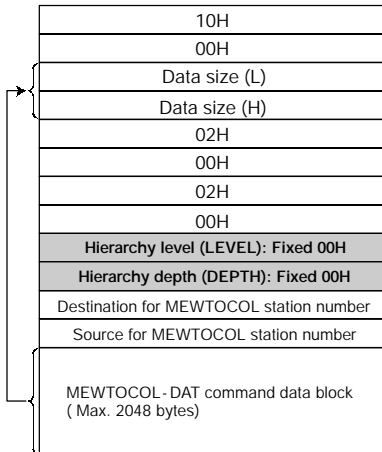 10H
00H
Data size (L)
Data size (H)
02H
00H
02H
00H
Hierarchy level (LEVEL): Fixed 00H
Hierarchy depth (DEPTH): Fixed 00H
Destination for MEWTOCOL station number
Source for MEWTOCOL station number
MEWTOCOL-DAT command data block
( Max. 2048 bytes)